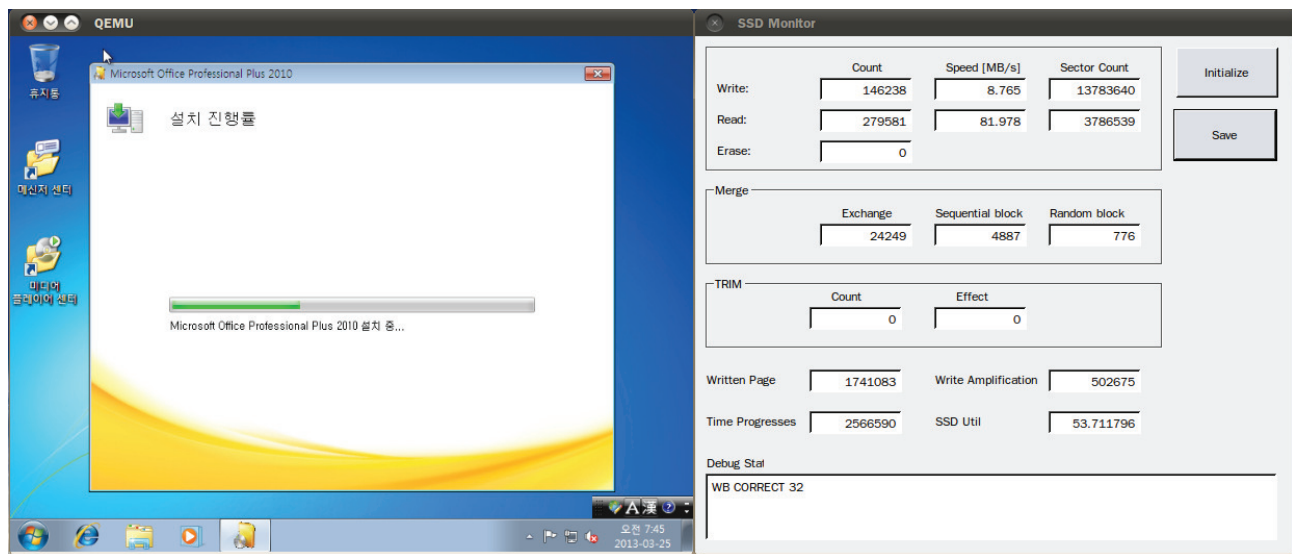 QEMU
휴지통
메신저 센터
미디어
플레이어 센터
Microsoft Office Professional Plus 2010
설치 진행률
Microsoft Office Professional Plus 2010 설치 중...
A 漢
오전 7:45
2013-03-25
SSD Monitor
Count Speed [MB/s] Sector Count
Write: 146238 8.765 13783640
Read: 279581 81.978 3786539
Erase: 0
Initialize
Save
Merge
Exchange Sequential block Random block
24249 4887 776
TRIM
Count Effect
0 0
Written Page 1741083 Write Amplification 502675
Time Progresses 2566590 SSD Util 53.711796
Debug Stat
WB CORRECT 32